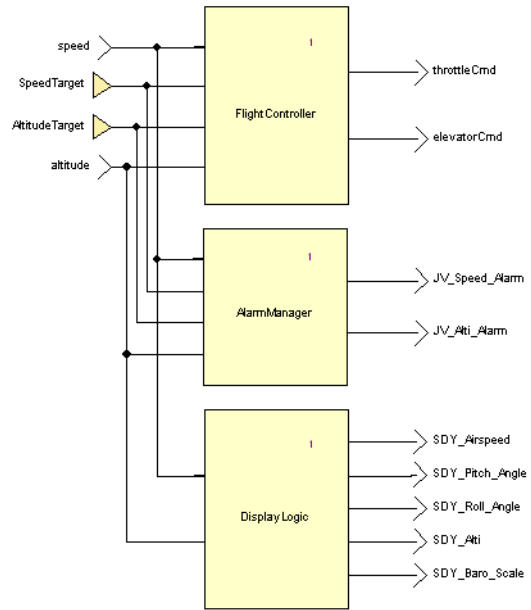 speed
SpeedTarget
AltitudeTarget
altitude
1
FlightController
throttleCmd
elevatorCmd
1
AlarmManager
JV_Speed_Alarm
JV_Alti_Alarm
1
DisplayLogic
SDY_Airspeed
SDY_Pitch_Angle
SDY_Roll_Angle
SDY_Alti
SDY_Baro_Scale